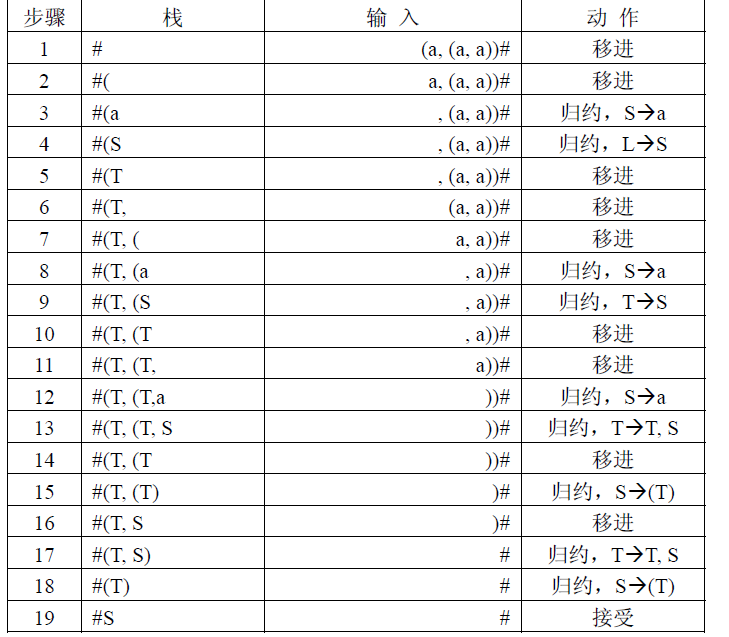 步骤 栈 输 入 动 作
1 # (a, (a, a))# 移进
2 #( a, (a, a))# 移进
3 #(a , (a, a))# 归约，S→a
4 #(S , (a, a))# 归约，L→S
5 #(T , (a, a))# 移进
6 #(T, (a, a))# 移进
7 #(T, ( a, a))# 移进
8 #(T, (a , a))# 归约，S→a
9 #(T, (S , a))# 归约，T→S
10 #(T, (T , a))# 移进
11 #(T, (T, a))# 移进
12 #(T, (T,a ))# 归约，S→a
13 #(T, (T, S ))# 归约，T→T, S
14 #(T, (T ))# 移进
15 #(T, (T) )# 归约，S→(T)
16 #(T, S )# 移进
17 #(T, S) # 归约，T→T, S
18 #(T) # 归约，S→(T)
19 #S # 接受